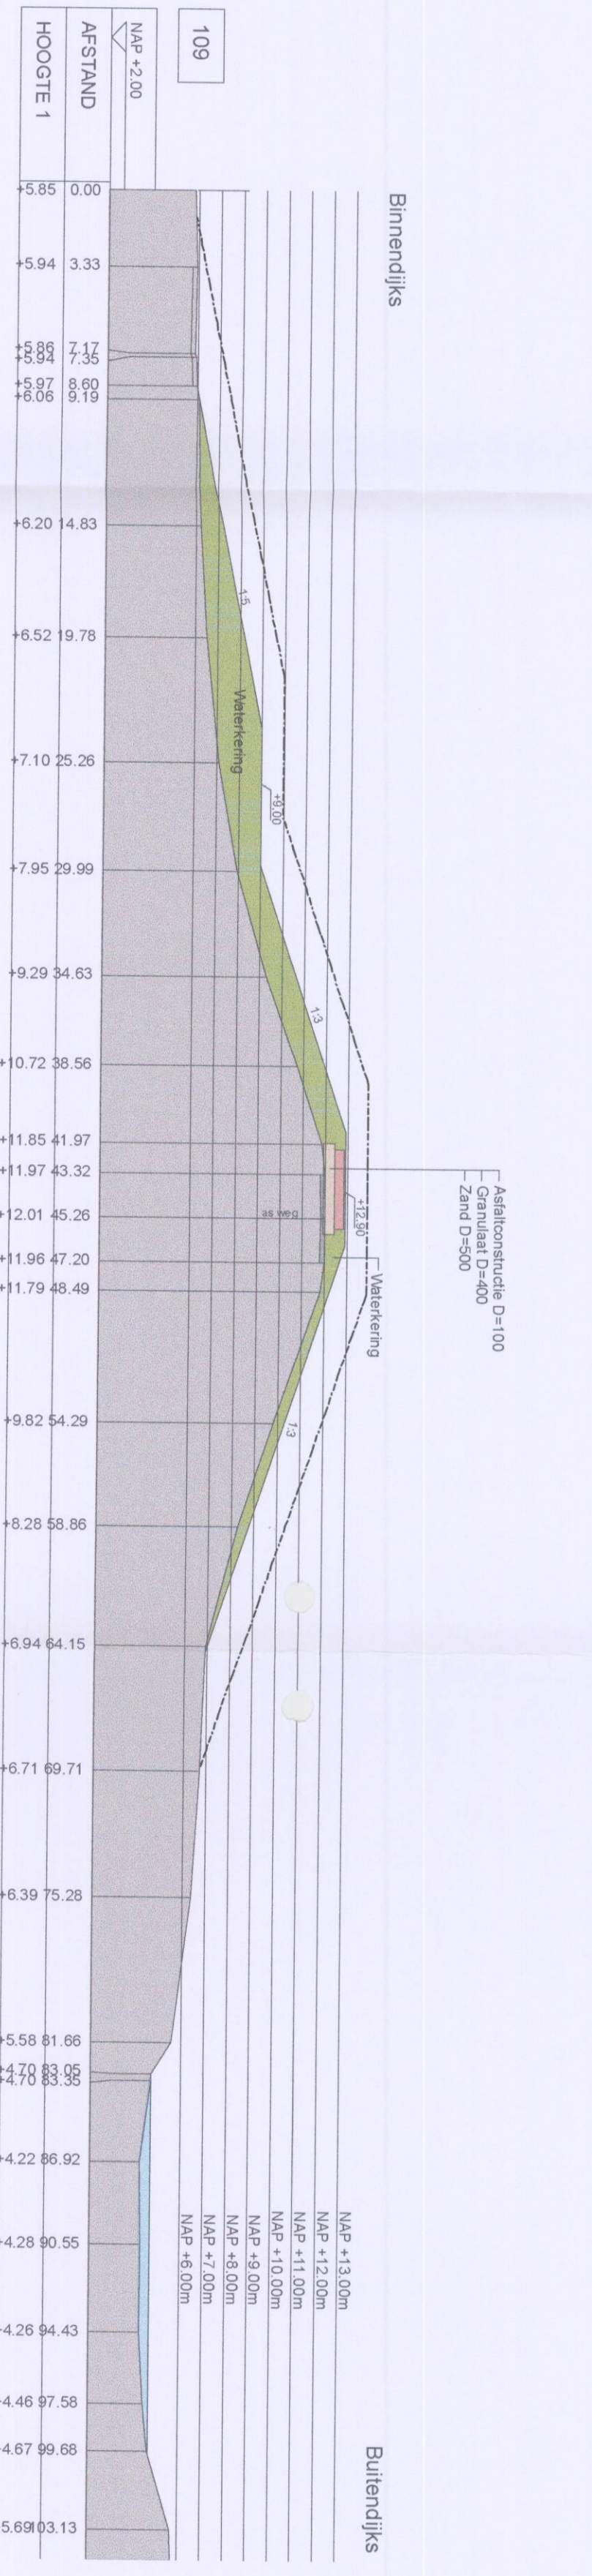 109
Binnendijks
Buitendijks
Asfaltconstructie D=100
Granulaat D=400
Zand D=500
Waterkering
+12.90
as weg
1:3
1:3
+9.00
Waterkering
1:5
NAP +13.00m
NAP +12.00m
NAP +11.00m
NAP +10.00m
NAP +9.00m
NAP +8.00m
NAP +7.00m
NAP +6.00m
NAP +2.00
AFSTAND 0.00 3.33 7.17 7.35 8.60 9.19 14.83 19.78 25.26 29.99 34.63 38.56 41.97 43.32 45.26 47.20 48.49 54.29 58.86 64.15 69.71 75.28 81.66 83.05 83.35 86.92 90.55 94.43 97.58 99.68 103.13
HOOGTE 1 +5.85 +5.94 +5.86 +5.94 +5.97 +6.06 +6.20 +6.52 +7.10 +7.95 +9.29 +10.72 +11.85 +11.97 +12.01 +11.96 +11.79 +9.82 +8.28 +6.94 +6.71 +6.39 +5.58 +4.70 +4.70 +4.22 +4.28 4.26 4.46 4.67 5.69